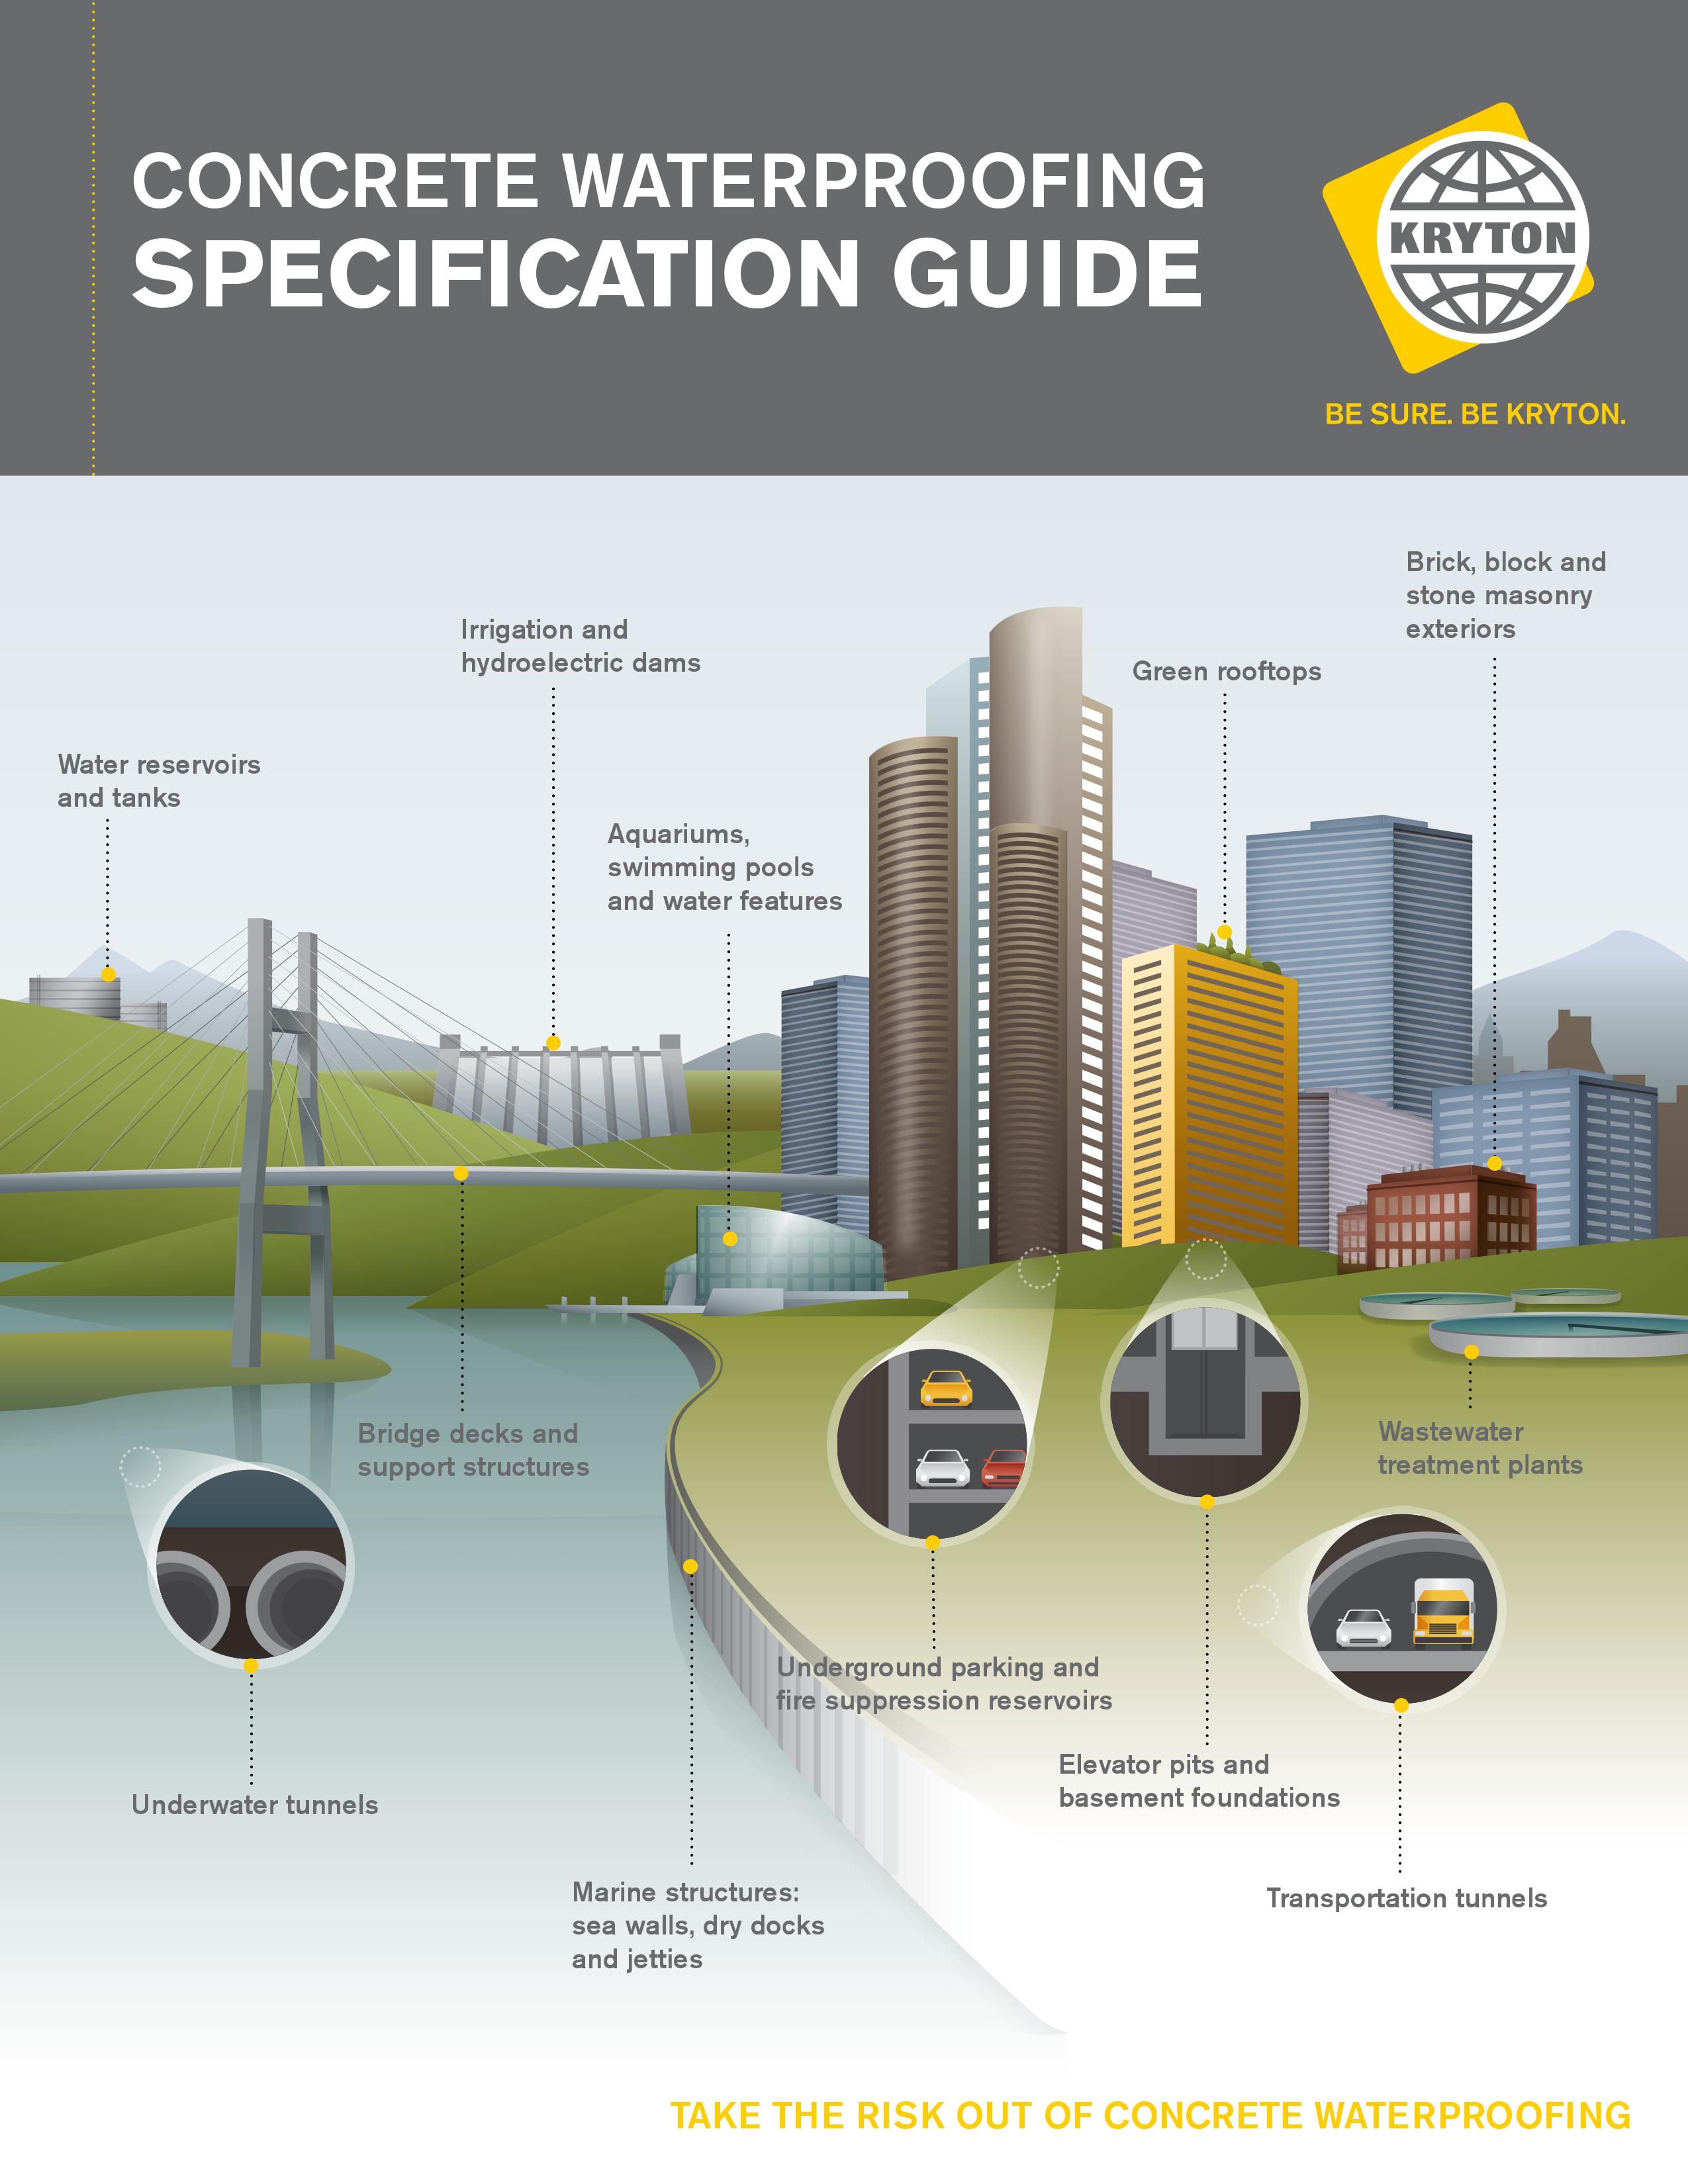 CONCRETE WATERPROOFING
SPECIFICATION GUIDE
KRYTON
BE SURE. BE KRYTON.
Brick, block and
stone masonry
exteriors
Irrigation and
hydroelectric dams
Green rooftops
Water reservoirs
and tanks
Aquariums,
swimming pools
and water features
Bridge decks and
support structures
Wastewater
treatment plants
Underground parking and
fire suppression reservoirs
Elevator pits and
basement foundations
Underwater tunnels
Marine structures:
sea walls, dry docks
and jetties
Transportation tunnels
TAKE THE RISK OUT OF CONCRETE WATERPROOFING